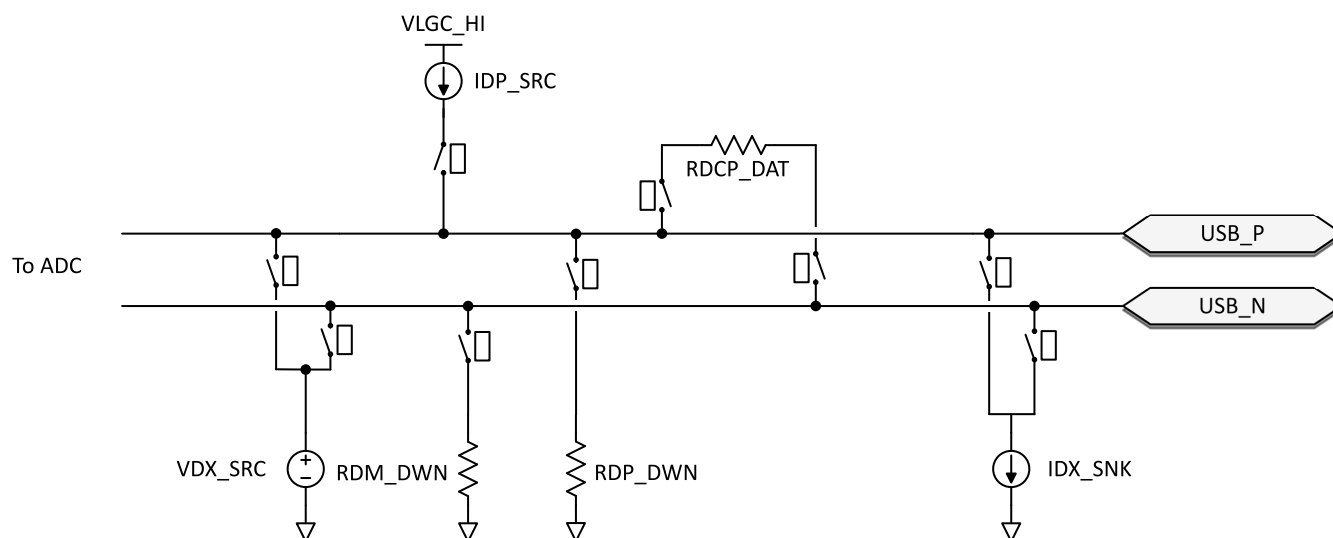 VLGC_HI
IDP_SRC
RDCP_DAT
USB_P
To ADC
USB_N
VDX_SRC
RDM_DWN
RDP_DWN
IDX_SNK